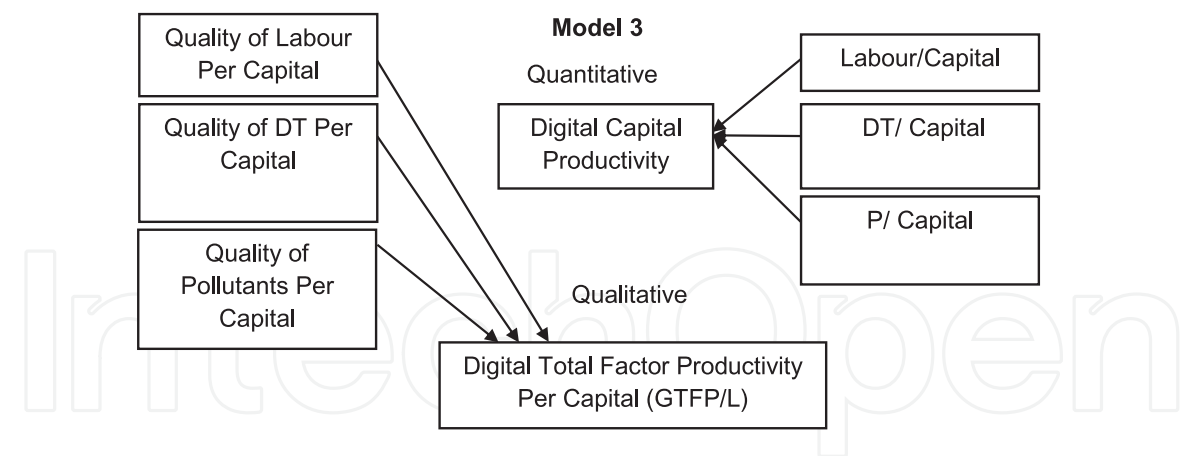 Model 3
Quality of Labour
Per Capital
Quality of DT Per
Capital
Quality of
Pollutants Per
Capital
Quantitative
Digital Capital
Productivity
Labour/Capital
DT/ Capital
P/ Capital
Qualitative
Digital Total Factor Productivity
Per Capital (GTFP/L)
IntechOpen